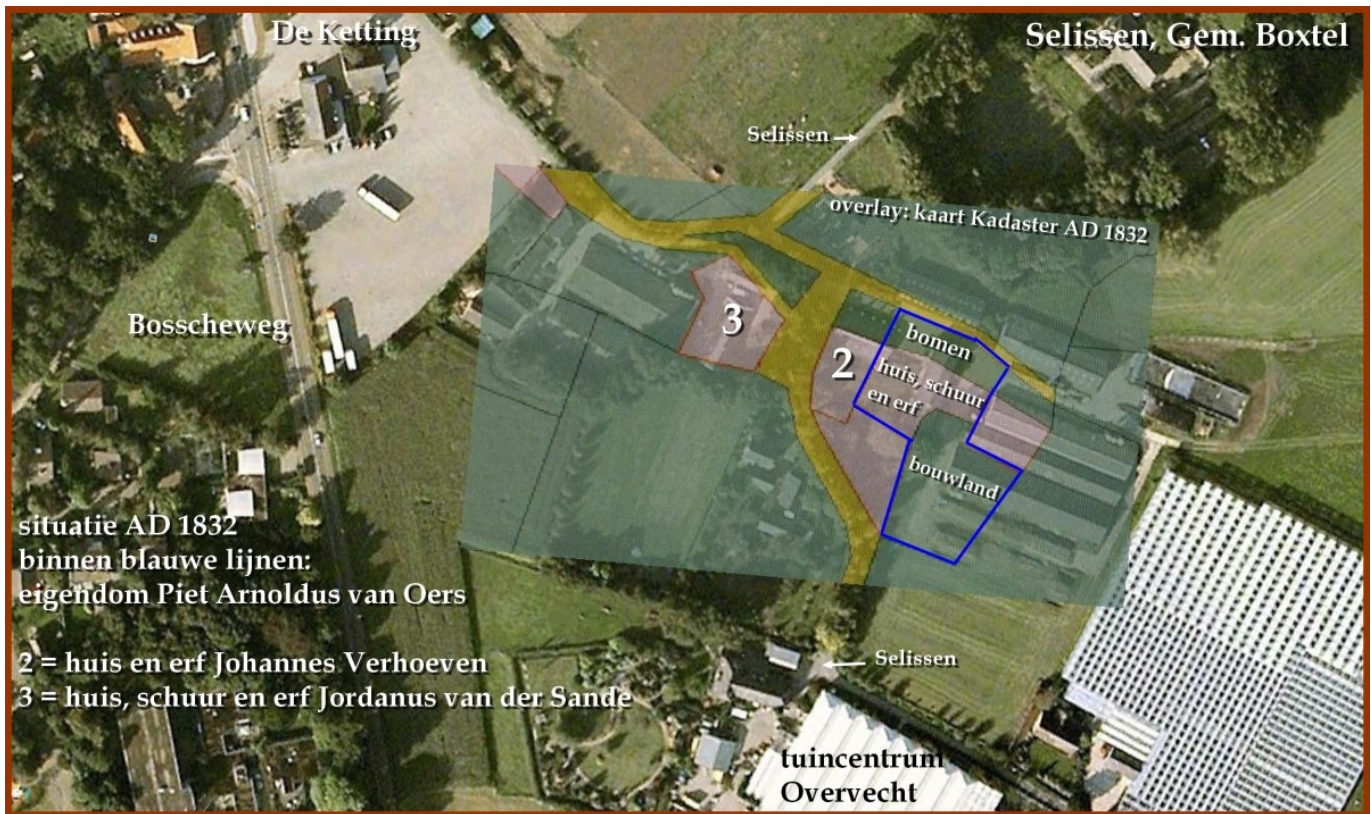 De Ketting
Selissen, Gem. Boxtel
Selissen
overlay: kaart Kadaster AD 1832
Bosscheweg
3
2
bomen
huis, schuur
en erf
bouwland
situatie AD 1832
binnen blauwe lijnen:
eigendom Piet Arnoldus van Oers
2 = huis en erf Johannes Verhoeven
3 = huis, schuur en erf Jordanus van der Sande
Selissen
tuincentrum
Overvecht